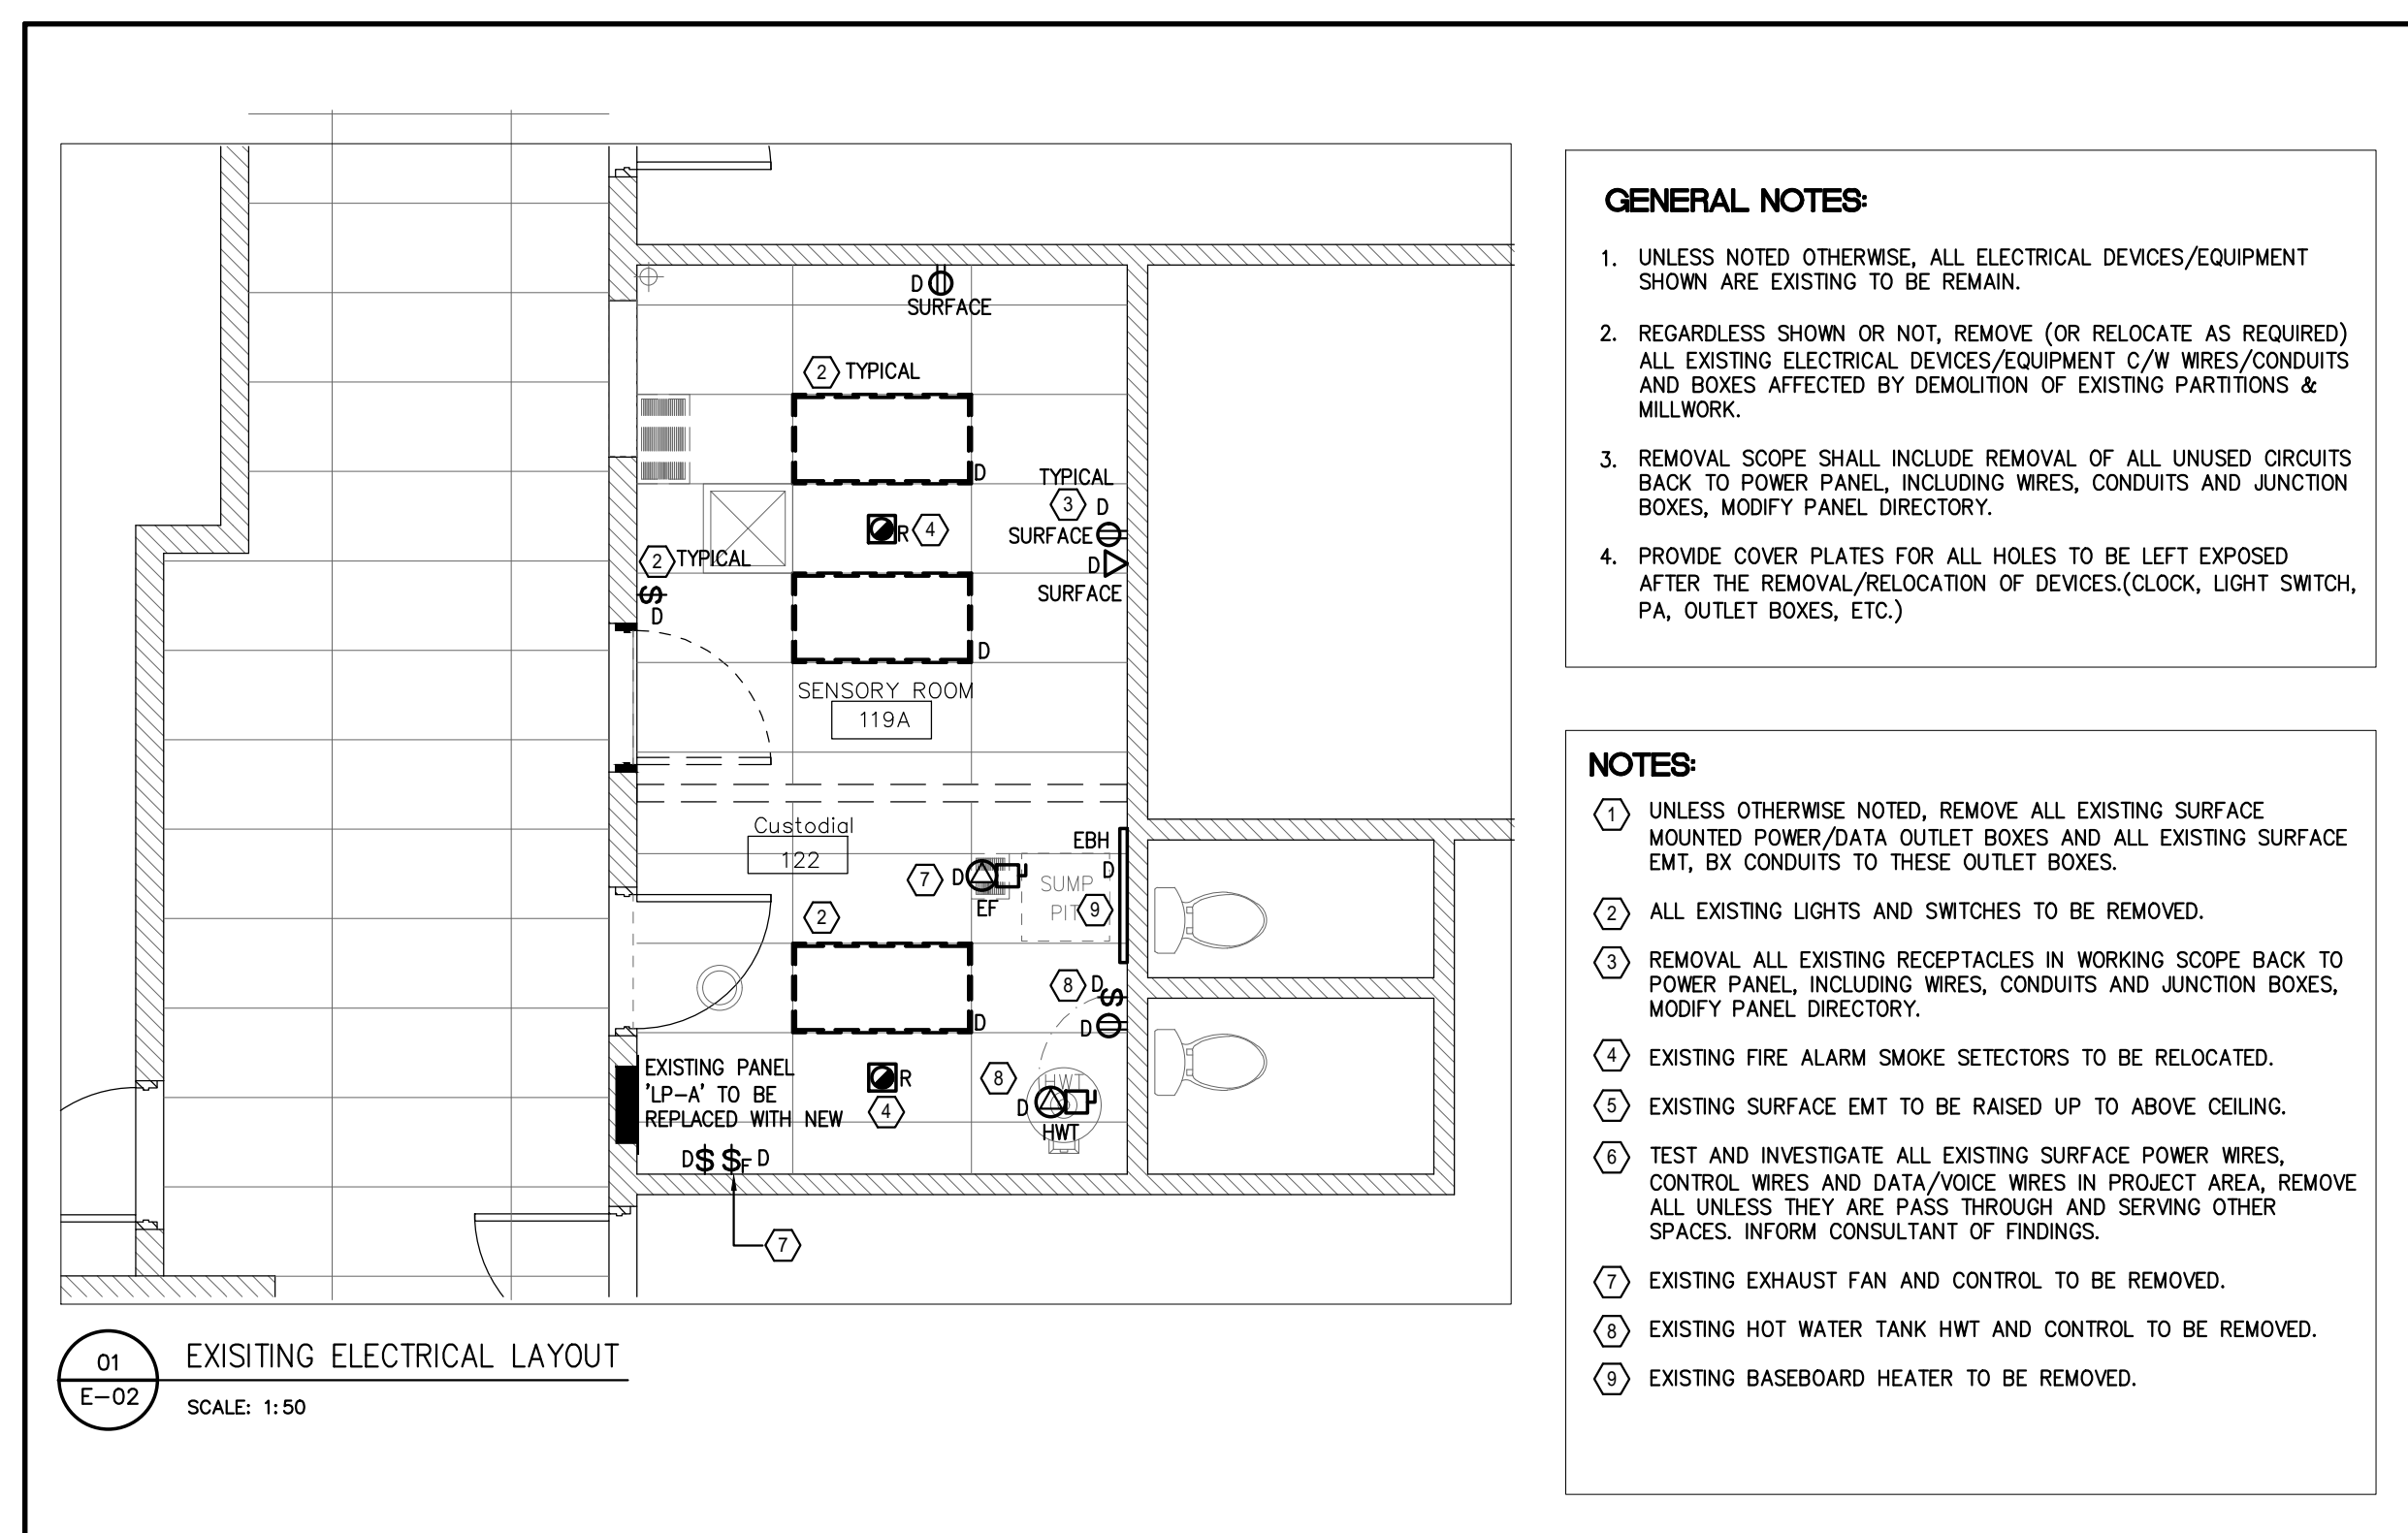 D
SURFACE
2 TYPICAL
D
TYPICAL
3 D
R 4
SURFACE
2 TYPICAL
D
SURFACE
D
D
SENSORY ROOM
119A
Custodial
122
EBH
D
7 D
SUMP
EF
PIT 9
2
8 D
$
D
D
EXISTING PANEL
'LP-A' TO BE
REPLACED WITH NEW
R
4
8
HWT
D
HWT
D $ $F D
7
01
E-02
EXISITING ELECTRICAL LAYOUT
SCALE: 1:50
GENERAL NOTES:
1. UNLESS NOTED OTHERWISE, ALL ELECTRICAL DEVICES/EQUIPMENT
SHOWN ARE EXISTING TO BE REMAIN.
2. REGARDLESS SHOWN OR NOT, REMOVE (OR RELOCATE AS REQUIRED)
ALL EXISTING ELECTRICAL DEVICES/EQUIPMENT C/W WIRES/CONDUITS
AND BOXES AFFECTED BY DEMOLITION OF EXISTING PARTITIONS &
MILLWORK.
3. REMOVAL SCOPE SHALL INCLUDE REMOVAL OF ALL UNUSED CIRCUITS
BACK TO POWER PANEL, INCLUDING WIRES, CONDUITS AND JUNCTION
BOXES, MODIFY PANEL DIRECTORY.
4. PROVIDE COVER PLATES FOR ALL HOLES TO BE LEFT EXPOSED
AFTER THE REMOVAL/RELOCATION OF DEVICES.(CLOCK, LIGHT SWITCH,
PA, OUTLET BOXES, ETC.)
NOTES:
1 UNLESS OTHERWISE NOTED, REMOVE ALL EXISTING SURFACE
MOUNTED POWER/DATA OUTLET BOXES AND ALL EXISTING SURFACE
EMT, BX CONDUITS TO THESE OUTLET BOXES.
2 ALL EXISTING LIGHTS AND SWITCHES TO BE REMOVED.
3 REMOVAL ALL EXISTING RECEPTACLES IN WORKING SCOPE BACK TO
POWER PANEL, INCLUDING WIRES, CONDUITS AND JUNCTION BOXES,
MODIFY PANEL DIRECTORY.
4 EXISTING FIRE ALARM SMOKE SETECTORS TO BE RELOCATED.
5 EXISTING SURFACE EMT TO BE RAISED UP TO ABOVE CEILING.
6 TEST AND INVESTIGATE ALL EXISTING SURFACE POWER WIRES,
CONTROL WIRES AND DATA/VOICE WIRES IN PROJECT AREA, REMOVE
ALL UNLESS THEY ARE PASS THROUGH AND SERVING OTHER
SPACES. INFORM CONSULTANT OF FINDINGS.
7 EXISTING EXHAUST FAN AND CONTROL TO BE REMOVED.
8 EXISTING HOT WATER TANK HWT AND CONTROL TO BE REMOVED.
9 EXISTING BASEBOARD HEATER TO BE REMOVED.